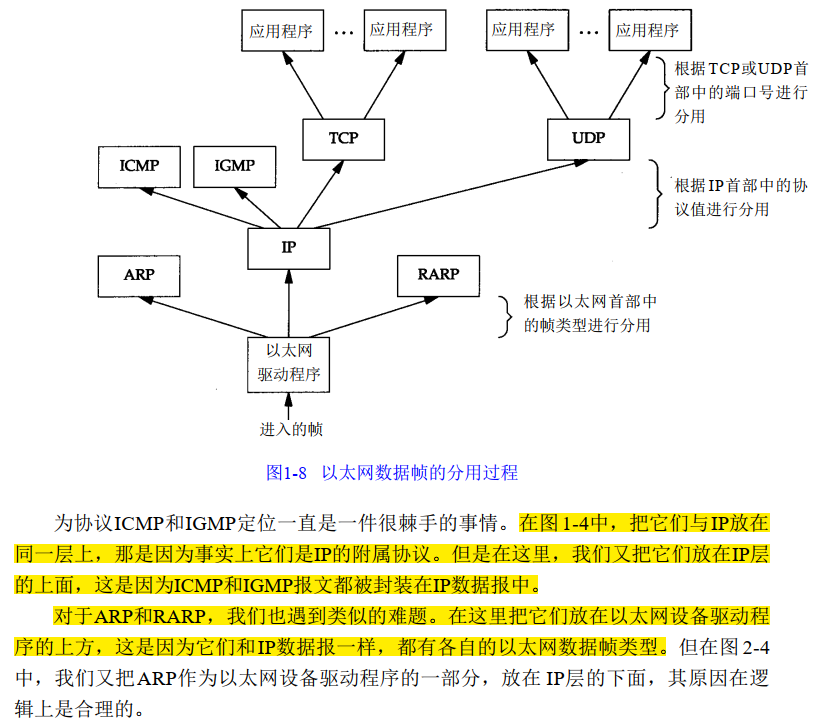 应用程序 … 应用程序 应用程序 … 应用程序
根据TCP或UDP首
部中的端口号进行
分用
TCP UDP
ICMP IGMP
根据IP首部中的协
议值进行分用
IP
ARP RARP
根据以太网首部中
的帧类型进行分用
以太网
驱动程序
进入的帧
图1-8 以太网数据帧的分用过程
为协议ICMP和IGMP定位一直是一件很棘手的事情。在图1-4中，把它们与IP放在
同一层上，那是因为事实上它们是IP的附属协议。但是在这里，我们又把它们放在IP层
的上面，这是因为ICMP和IGMP报文都被封装在IP数据报中。
对于ARP和RARP，我们也遇到类似的难题。在这里把它们放在以太网设备驱动程
序的上方，这是因为它们和IP数据报一样，都有各自的以太网数据帧类型。但在图2-4
中，我们又把ARP作为以太网设备驱动程序的一部分，放在IP层的下面，其原因在逻
辑上是合理的。